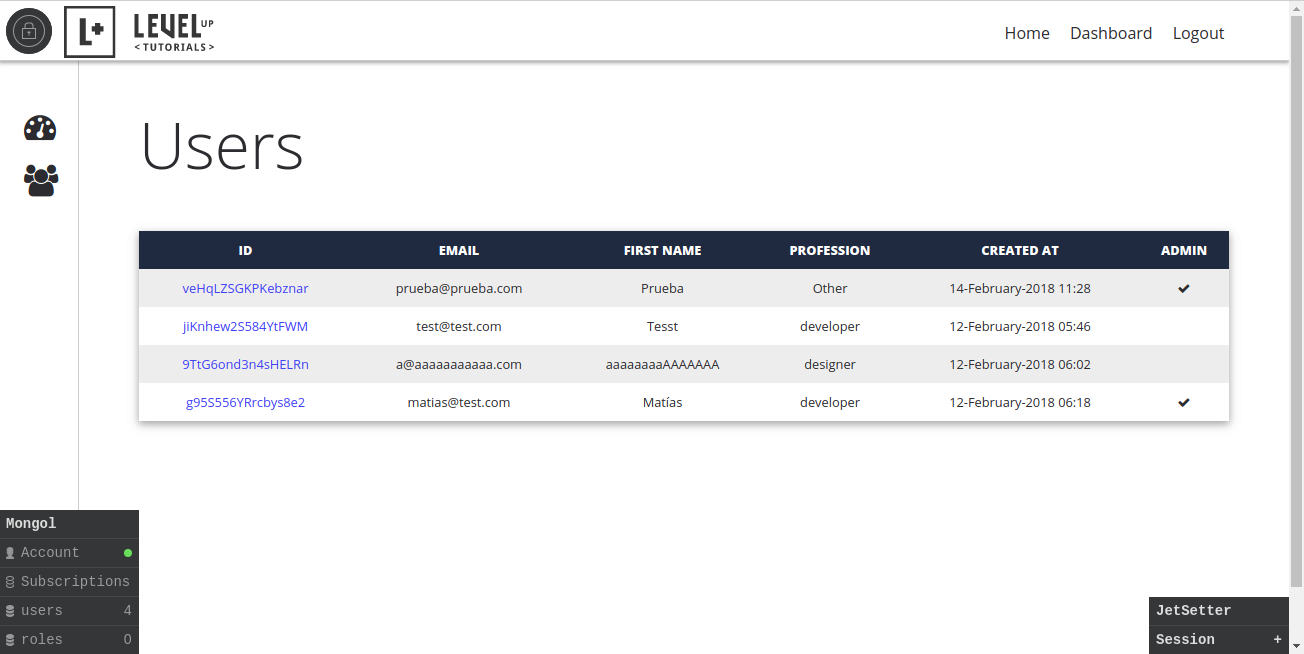 L+ LEVEL UP
<TUTORIALS>
Home Dashboard Logout
Users
ID EMAIL FIRST NAME PROFESSION CREATED AT ADMIN
veHqLZSGKPKebznar prueba@prueba.com Prueba Other 14-February-2018 11:28
jiKnhew2S584YtFWM test@test.com Tesst developer 12-February-2018 05:46
9TtG6ond3n4sHELRn a@aaaaaaaaaaa.com aaaaaaaaAAAAAAA designer 12-February-2018 06:02
g95S556YRrcbys8e2 matias@test.com Matías developer 12-February-2018 06:18
Mongol
Account
Subscriptions
users 4
roles 0
JetSetter
Session +